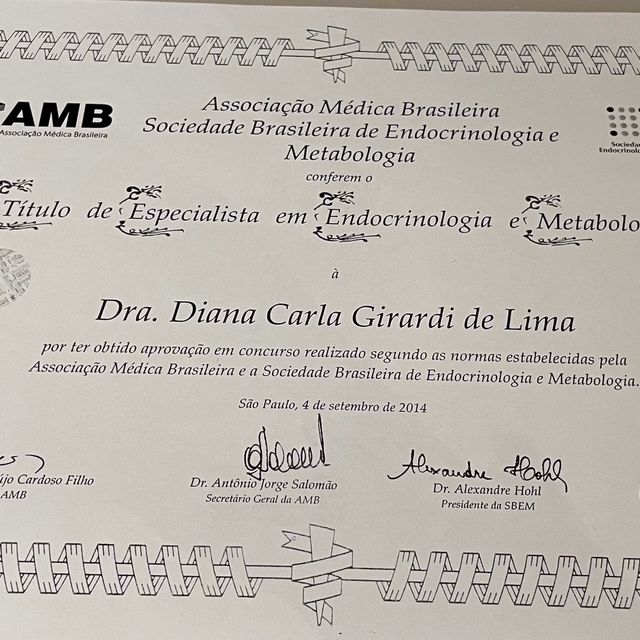 AMB
Associação Médica Brasileira
Associação Médica Brasileira
Sociedade Brasileira de Endocrinologia e
Metabologia
conferem o
Título de Especialista em Endocrinologia e Metabolo
à
Dra. Diana Carla Girardi de Lima
por ter obtido aprovação em concurso realizado segundo as normas estabelecidas pela
Associação Médica Brasileira e a Sociedade Brasileira de Endocrinologia e Metabologia.
São Paulo, 4 de setembro de 2014
Alexandre Hohl
újo Cardoso Filho
AMB
Dr. Antônio Jorge Salomão
Secretário Geral da AMB
Dr. Alexandre Hohl
Presidente da SBEM